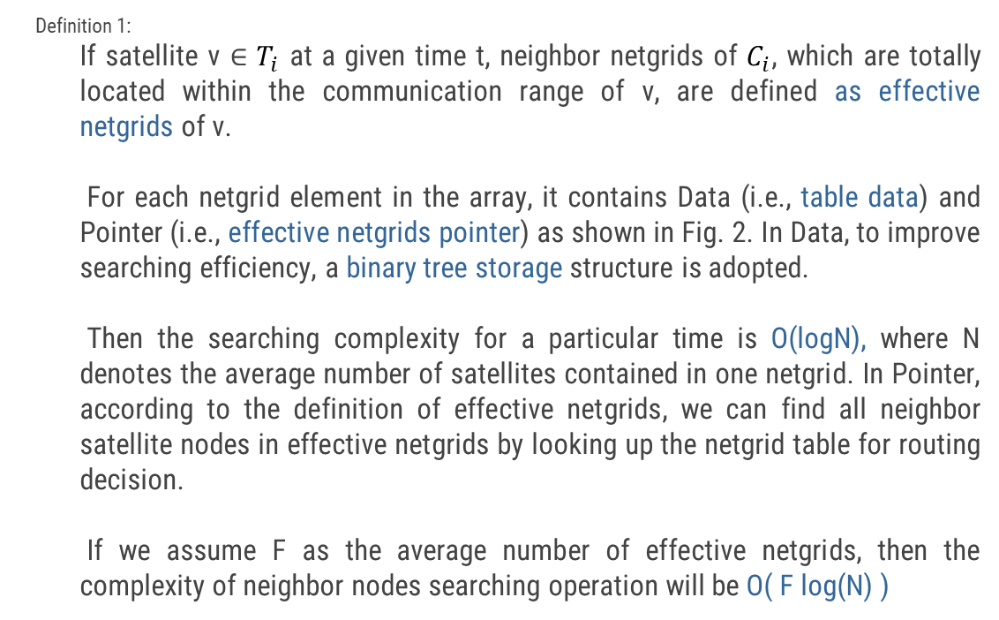 Definition 1:
If satellite v ∈ Tᵢ at a given time t, neighbor netgrids of Cᵢ, which are totally
located within the communication range of v, are defined as effective
netgrids of v.
For each netgrid element in the array, it contains Data (i.e., table data) and
Pointer (i.e., effective netgrids pointer) as shown in Fig. 2. In Data, to improve
searching efficiency, a binary tree storage structure is adopted.
Then the searching complexity for a particular time is O(logN), where N
denotes the average number of satellites contained in one netgrid. In Pointer,
according to the definition of effective netgrids, we can find all neighbor
satellite nodes in effective netgrids by looking up the netgrid table for routing
decision.
If we assume F as the average number of effective netgrids, then the
complexity of neighbor nodes searching operation will be O( F log(N) )